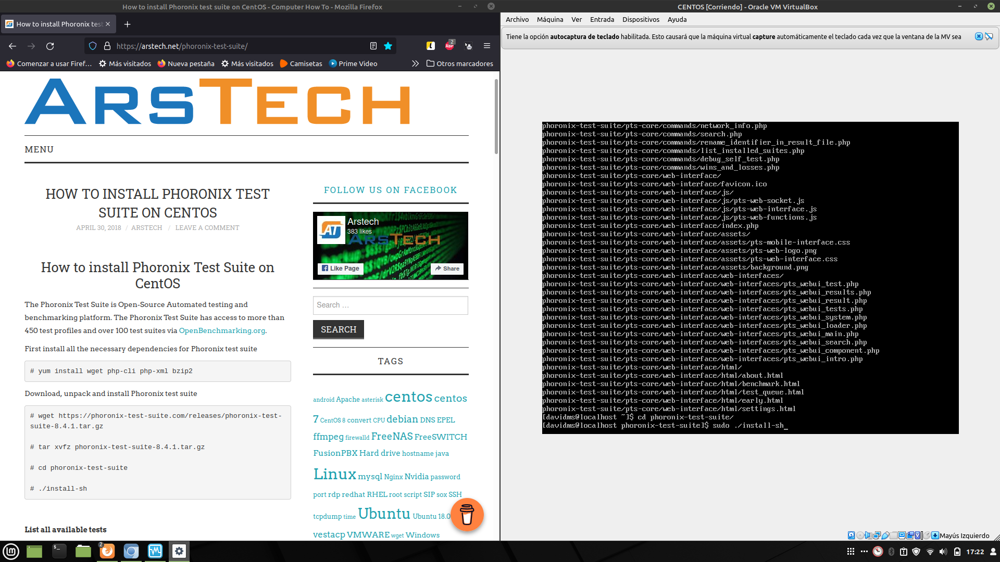 How to install Phoronix test suite on CentOS - Computer How To - Mozilla Firefox
How to install Phoronix test
https://arstech.net/phoronix-test-suite/
2
ABP
Comenzar a usar Firef…
Más visitados
Nueva pestaña
Más visitados
Camisetas
Prime Video
Otros marcadores
ARSTECH
MENU
HOW TO INSTALL PHORONIX TEST
SUITE ON CENTOS
APRIL 30, 2018 / ARSTECH / LEAVE A COMMENT
How to install Phoronix Test Suite on
CentOS
The Phoronix Test Suite is Open-Source Automated testing and
benchmarking platform. The Phoronix Test Suite has access to more than
450 test profiles and over 100 test suites via OpenBenchmarking.org.
First install all the necessary dependencies for Phoronix test suite
# yum install wget php-cli php-xml bzip2
Download, unpack and install Phoronix test suite
# wget https://phoronix-test-suite.com/releases/phoronix-test-
suite-8.4.1.tar.gz
# tar xvfz phoronix-test-suite-8.4.1.tar.gz
# cd phoronix-test-suite
# ./install-sh
List all available tests
FOLLOW US ON FACEBOOK
AT
Arstech
383 likes
ARSTECH
Like Page
Share
Search …
SEARCH
TAGS
android Apache asterisk centos centos
7 CentOS 8 convert CPU debian DNS EPEL
ffmpeg firewalld FreeNAS FreeSWITCH
FusionPBX Hard drive hostname java
Linux mysql Nginx Nvidia password
port rdp redhat RHEL root script SIP sox SSH
tcpdump time Ubuntu Ubuntu 18.0
vestacp VMWARE wget Windows
CENTOS [Corriendo] - Oracle VM VirtualBox
Archivo Máquina Ver Entrada Dispositivos Ayuda
Tiene la opción autocaptura de teclado habilitada. Esto causará que la máquina virtual capture automáticamente el teclado cada vez que la ventana de la MV sea
phoronix-test-suite/pts-core/commands/network_info.php
phoronix-test-suite/pts-core/commands/search.php
phoronix-test-suite/pts-core/commands/rename_identifier_in_result_file.php
phoronix-test-suite/pts-core/commands/list_installed_suites.php
phoronix-test-suite/pts-core/commands/debug_self_test.php
phoronix-test-suite/pts-core/commands/wins_and_losses.php
phoronix-test-suite/pts-core/web-interface/
phoronix-test-suite/pts-core/web-interface/favicon.ico
phoronix-test-suite/pts-core/web-interface/js/
phoronix-test-suite/pts-core/web-interface/js/pts-web-socket.js
phoronix-test-suite/pts-core/web-interface/js/pts-web-interface.js
phoronix-test-suite/pts-core/web-interface/js/pts-web-functions.js
phoronix-test-suite/pts-core/web-interface/index.php
phoronix-test-suite/pts-core/web-interface/assets/
phoronix-test-suite/pts-core/web-interface/assets/pts-mobile-interface.css
phoronix-test-suite/pts-core/web-interface/assets/pts-web-logo.png
phoronix-test-suite/pts-core/web-interface/assets/pts-web-interface.css
phoronix-test-suite/pts-core/web-interface/assets/background.png
phoronix-test-suite/pts-core/web-interface/web-interfaces/
phoronix-test-suite/pts-core/web-interface/web-interfaces/pts_webui_test.php
phoronix-test-suite/pts-core/web-interface/web-interfaces/pts_webui_results.php
phoronix-test-suite/pts-core/web-interface/web-interfaces/pts_webui_result.php
phoronix-test-suite/pts-core/web-interface/web-interfaces/pts_webui_tests.php
phoronix-test-suite/pts-core/web-interface/web-interfaces/pts_webui_system.php
phoronix-test-suite/pts-core/web-interface/web-interfaces/pts_webui_loader.php
phoronix-test-suite/pts-core/web-interface/web-interfaces/pts_webui_main.php
phoronix-test-suite/pts-core/web-interface/web-interfaces/pts_webui_search.php
phoronix-test-suite/pts-core/web-interface/web-interfaces/pts_webui_component.php
phoronix-test-suite/pts-core/web-interface/web-interfaces/pts_webui_intro.php
phoronix-test-suite/pts-core/web-interface/html/
phoronix-test-suite/pts-core/web-interface/html/about.html
phoronix-test-suite/pts-core/web-interface/html/benchmark.html
phoronix-test-suite/pts-core/web-interface/html/test_queue.html
phoronix-test-suite/pts-core/web-interface/html/early.html
phoronix-test-suite/pts-core/web-interface/html/settings.html
[davidms@localhost ~]$ cd phoronix-test-suite/
[davidms@localhost phoronix-test-suite]$ sudo ./install-sh_
Mayús Izquierdo
2
17:22